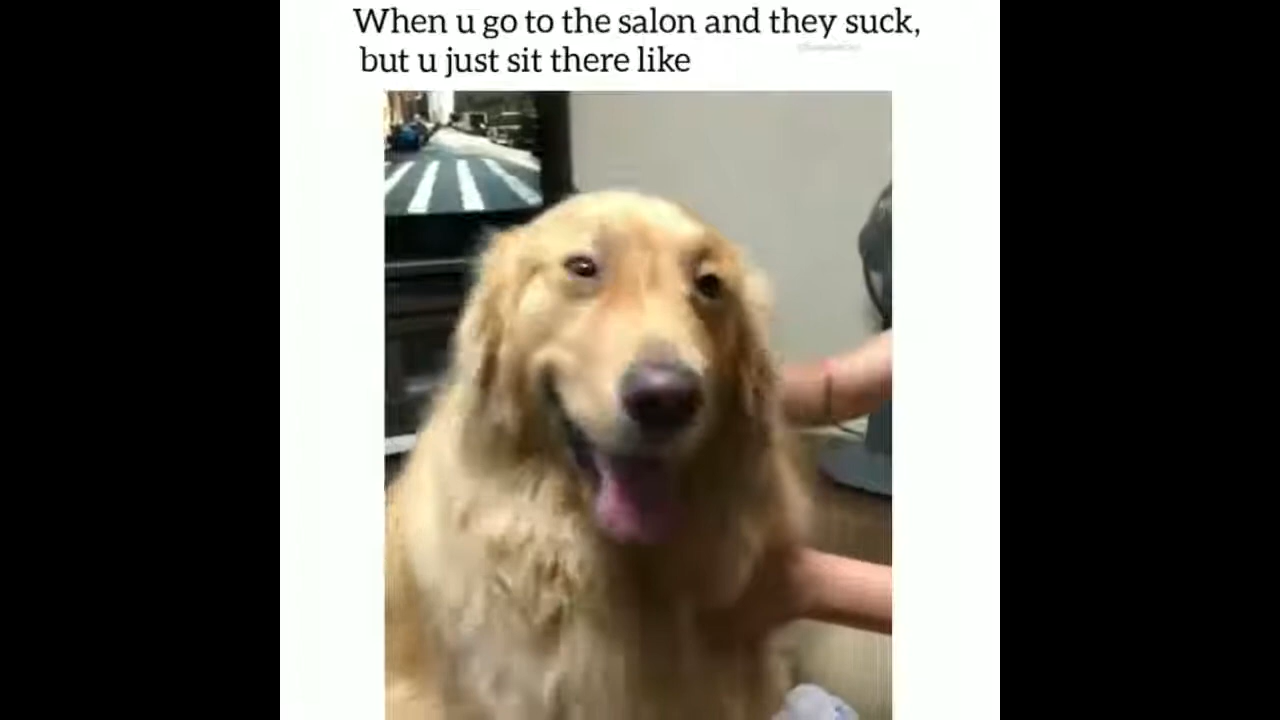 When u go to the salon and they suck,
but u just sit there like